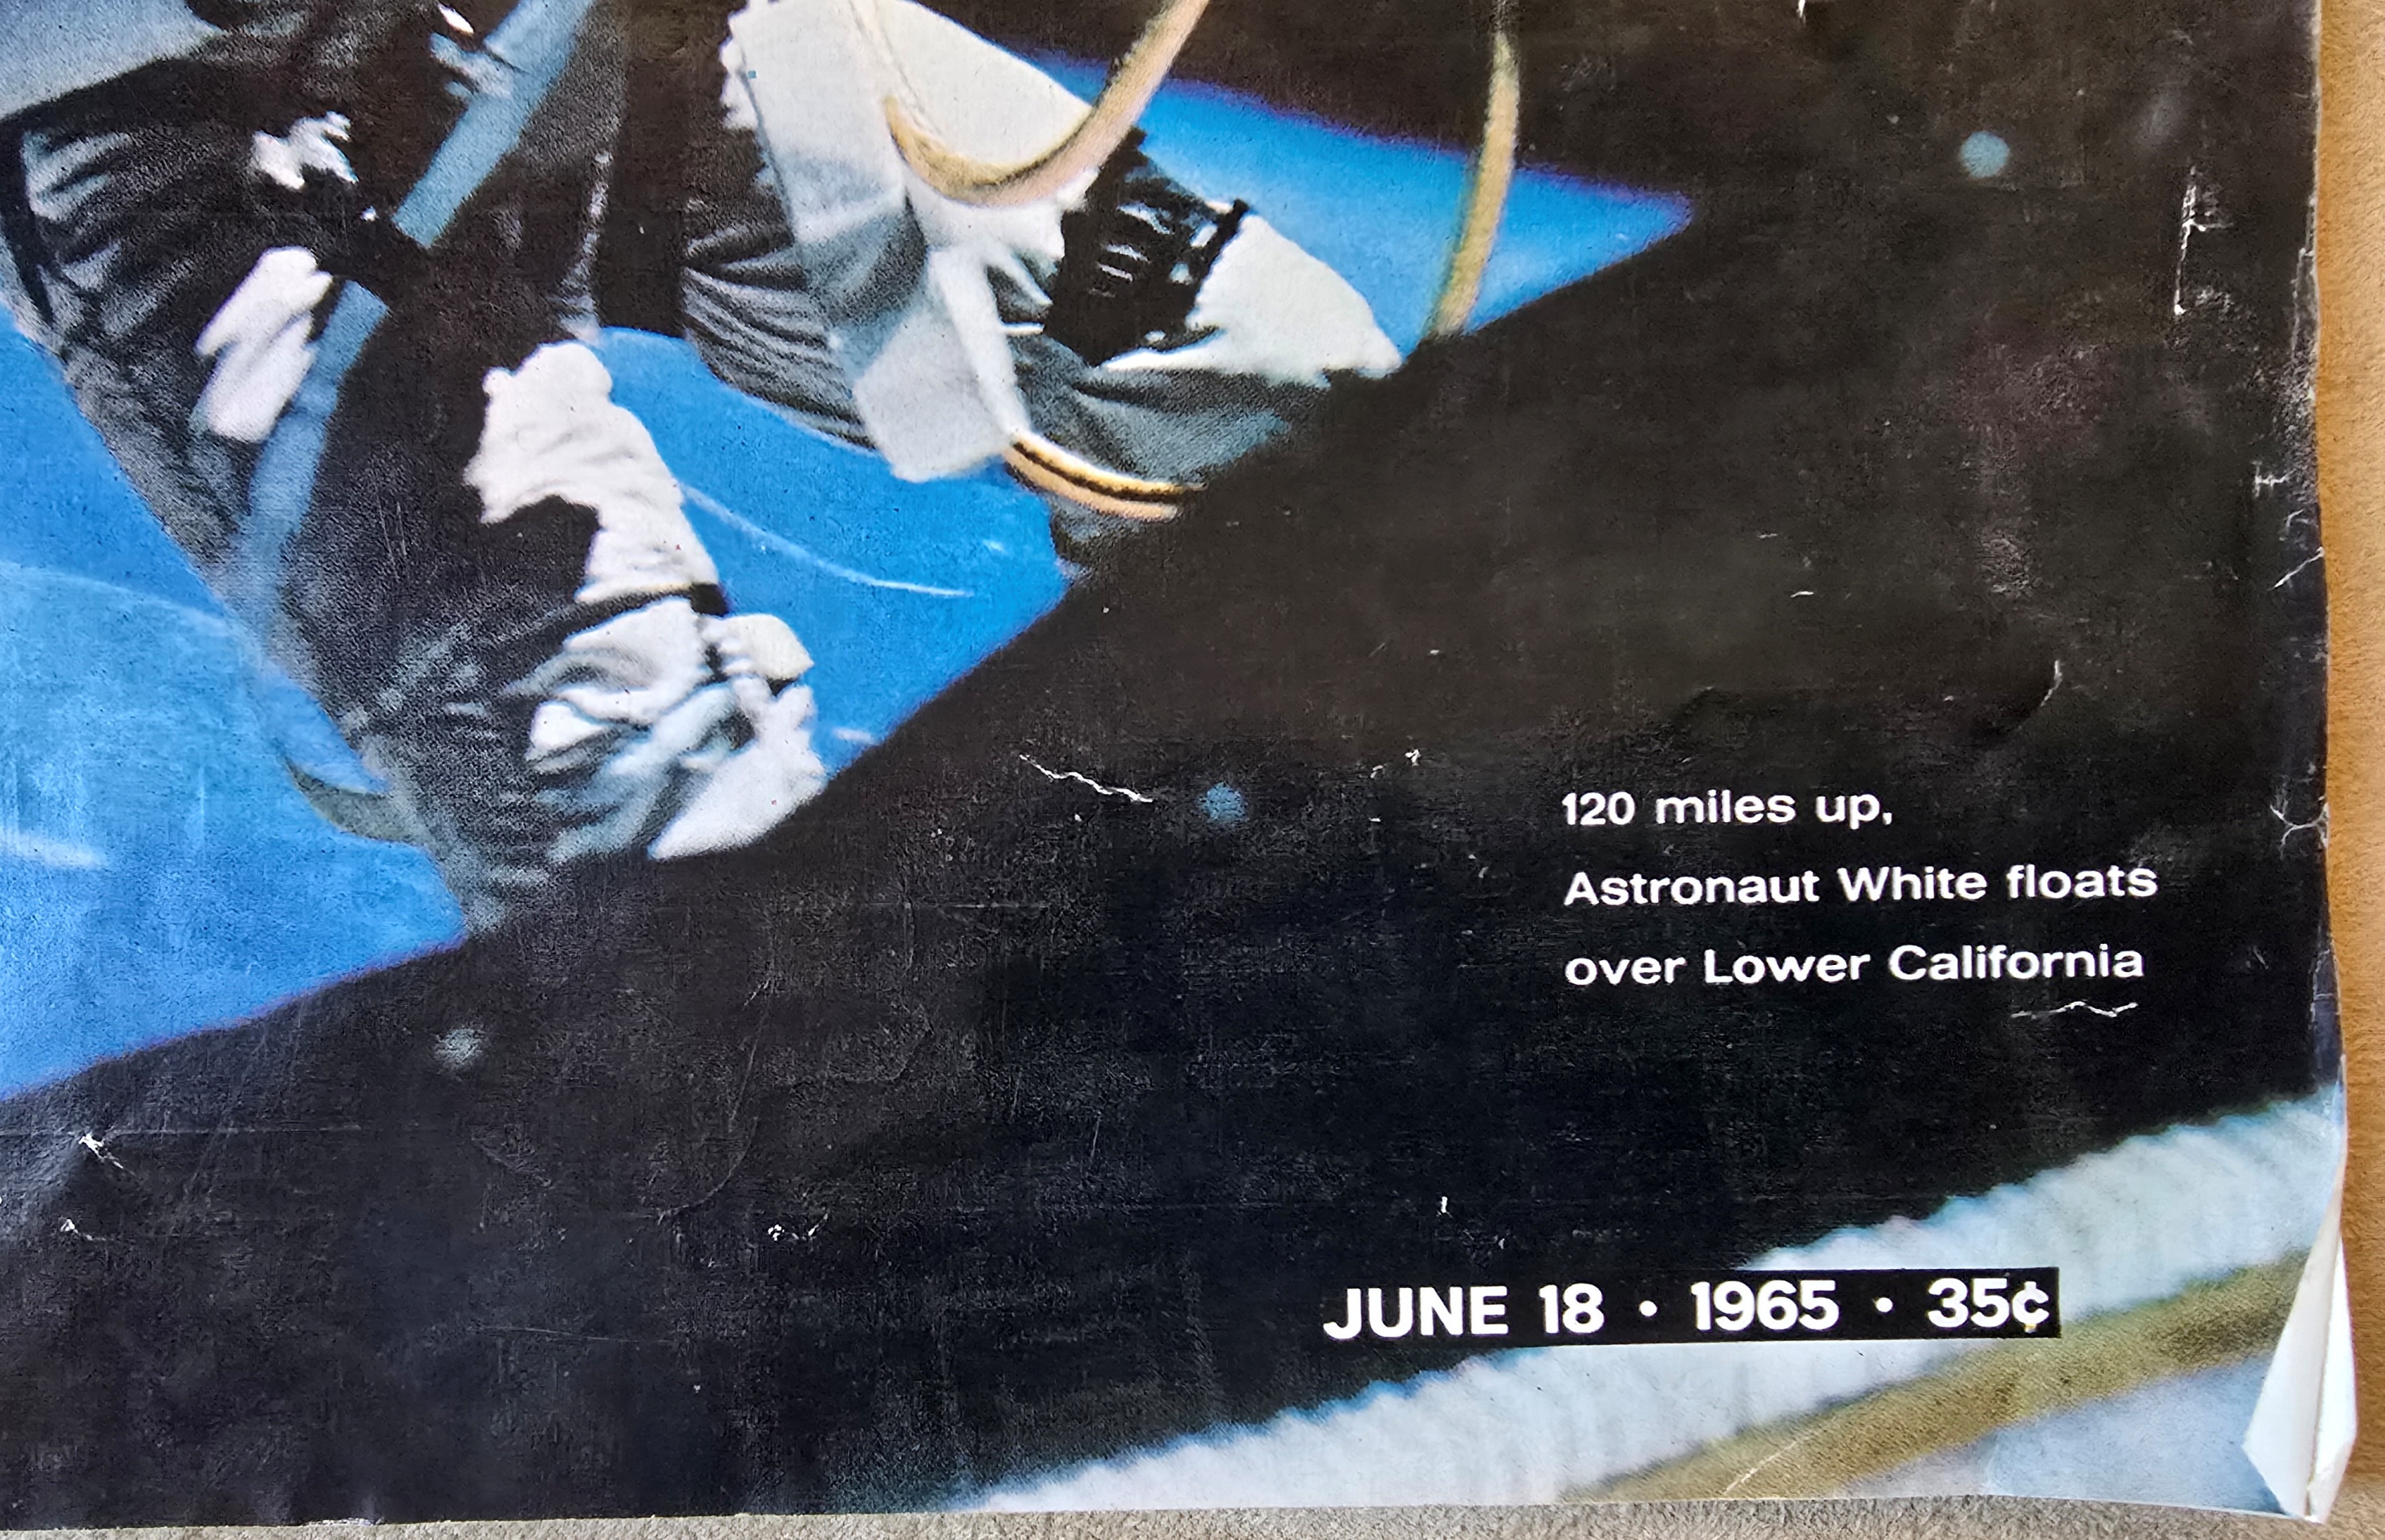 120 miles up,
Astronaut White floats
over Lower California
JUNE 18 • 1965 • 35¢